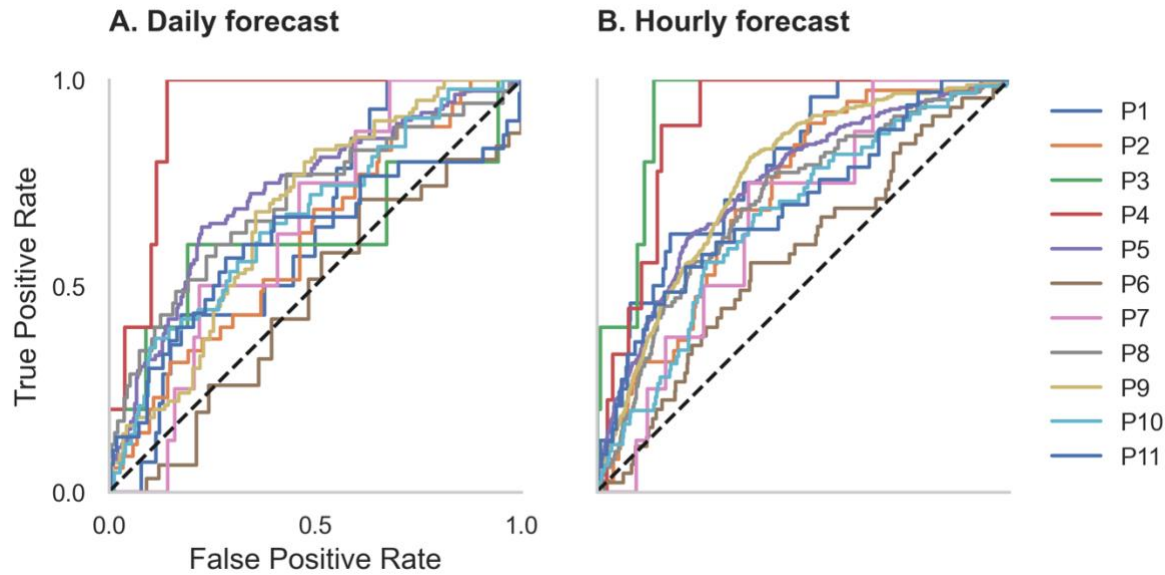 A. Daily forecast
B. Hourly forecast
True Positive Rate
1.0
0.5
0.0
0.0 0.5 1.0
False Positive Rate
P1
P2
P3
P4
P5
P6
P7
P8
P9
P10
P11